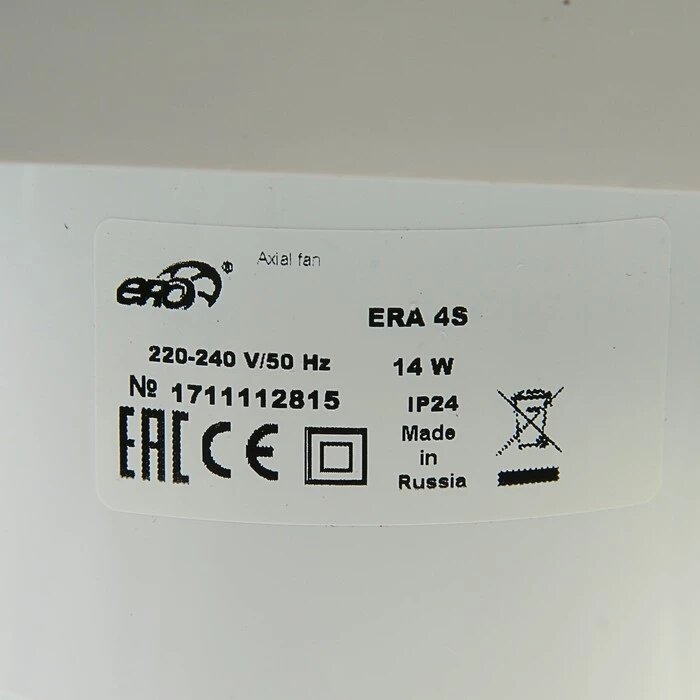 era®
Axial fan
ERA 4S
220-240 V/50 Hz
14 W
№ 1711112815
IP24
EAC CE
Made
in
Russia